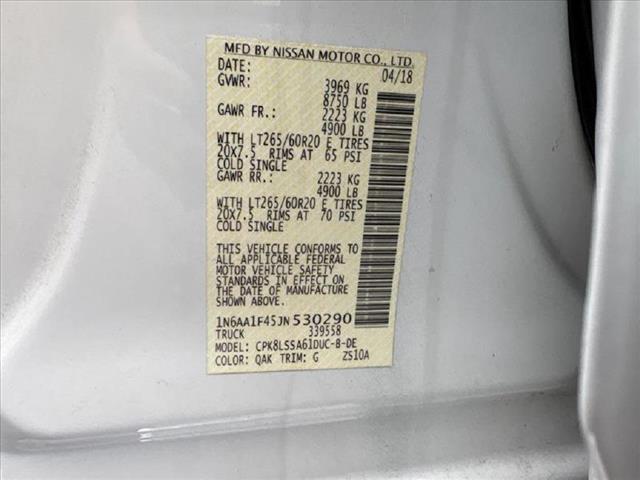 MFD BY NISSAN MOTOR CO., LTD.
DATE: 04/18
GVWR: 3969 KG
8750 LB
GAWR FR.: 2223 KG
4900 LB
WITH LT265/60R20 E TIRES
20X7.5 RIMS AT 65 PSI
COLD SINGLE
GAWR RR.: 2223 KG
4900 LB
WITH LT265/60R20 E TIRES
20X7.5 RIMS AT 70 PSI
COLD SINGLE
THIS VEHICLE CONFORMS TO
ALL APPLICABLE FEDERAL
MOTOR VEHICLE SAFETY
STANDARDS IN EFFECT ON
THE DATE OF MANUFACTURE
SHOWN ABOVE.
1N6AA1F45JN530290
TRUCK 339558
MODEL: CPK8LSSA61DUC-B-DE
COLOR: QAK TRIM: G ZS10A